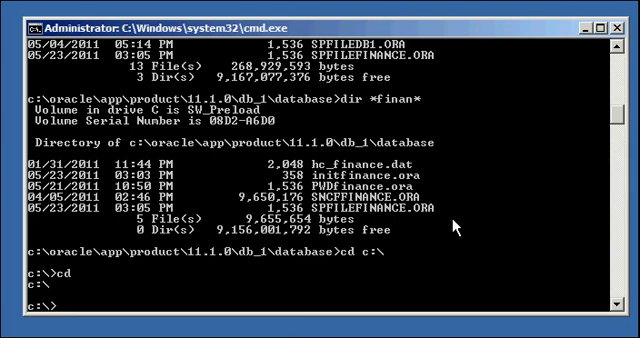 Administrator: C:\Windows\system32\cmd.exe
05/04/2011  05:14 PM             1,536 SPFILEDB1.ORA
05/23/2011  03:05 PM             1,536 SPFILEFINANCE.ORA
13 File(s)    268,929,593 bytes
3 Dir(s)   9,167,077,376 bytes free
c:\oracle\app\product\11.1.0\db_1\database>dir *finan*
Volume in drive C is SW_Preload
Volume Serial Number is 08D2-A6D0
Directory of c:\oracle\app\product\11.1.0\db_1\database
01/31/2011  11:44 PM             2,048 hc_finance.dat
05/23/2011  03:03 PM               358 initfinance.ora
05/21/2011  10:50 PM             1,536 PWDfinance.ora
04/05/2011  02:46 PM         9,650,176 SNCFFINANCE.ORA
05/23/2011  03:05 PM             1,536 SPFILEFINANCE.ORA
5 File(s)      9,655,654 bytes
0 Dir(s)   9,156,001,792 bytes free
c:\oracle\app\product\11.1.0\db_1\database>cd c:\
c:\>cd
c:\
c:\>